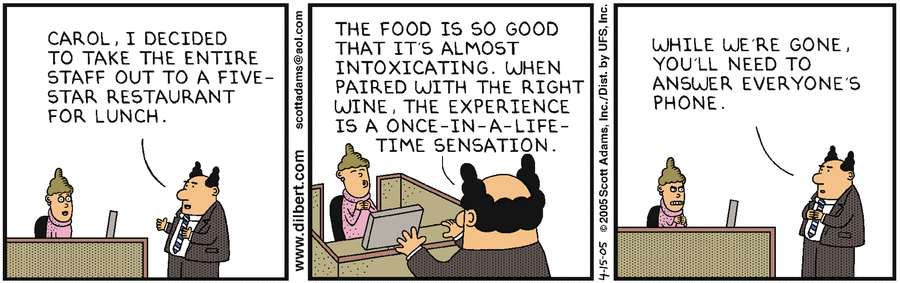 CAROL, I DECIDED
TO TAKE THE ENTIRE
STAFF OUT TO A FIVE-
STAR RESTAURANT
FOR LUNCH.
www.dilbert.com
scottadams@aol.com
THE FOOD IS SO GOOD
THAT IT'S ALMOST
INTOXICATING. WHEN
PAIRED WITH THE RIGHT
WINE, THE EXPERIENCE
IS A ONCE-IN-A-LIFE-
TIME SENSATION.
4-15-05 © 2005 Scott Adams, Inc./Dist. by UFS, Inc.
WHILE WE'RE GONE,
YOU'LL NEED TO
ANSWER EVERYONE'S
PHONE.